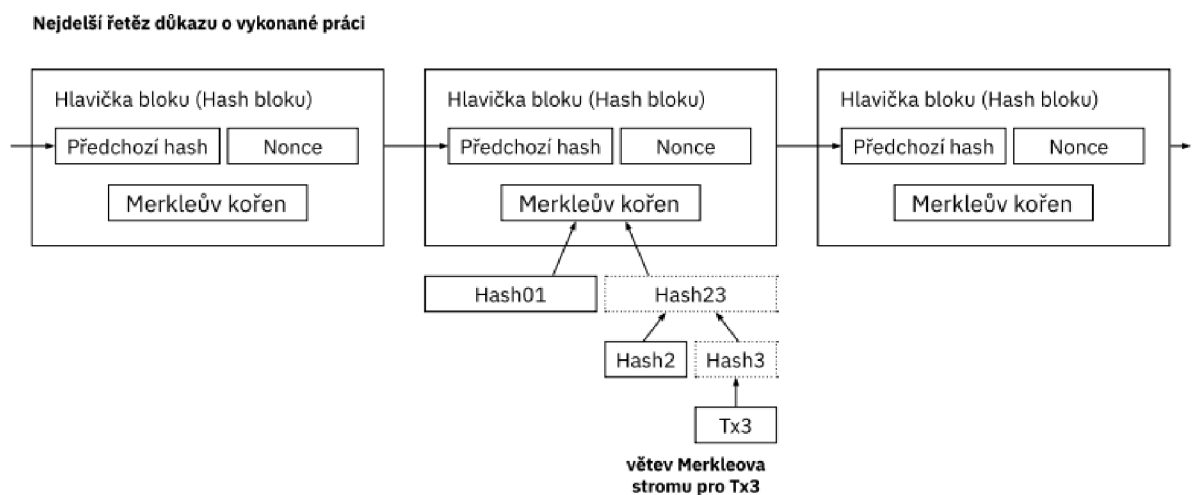 Nejdelší řetěz důkazu o vykonané práci
Hlavička bloku (Hash bloku)
Předchozí hash
Nonce
Merkleův kořen
Hlavička bloku (Hash bloku)
Předchozí hash
Nonce
Merkleův kořen
Hlavička bloku (Hash bloku)
Předchozí hash
Nonce
Merkleův kořen
Hash01
Hash23
Hash2
Hash3
Tx3
větev Merkleova
stromu pro Tx3